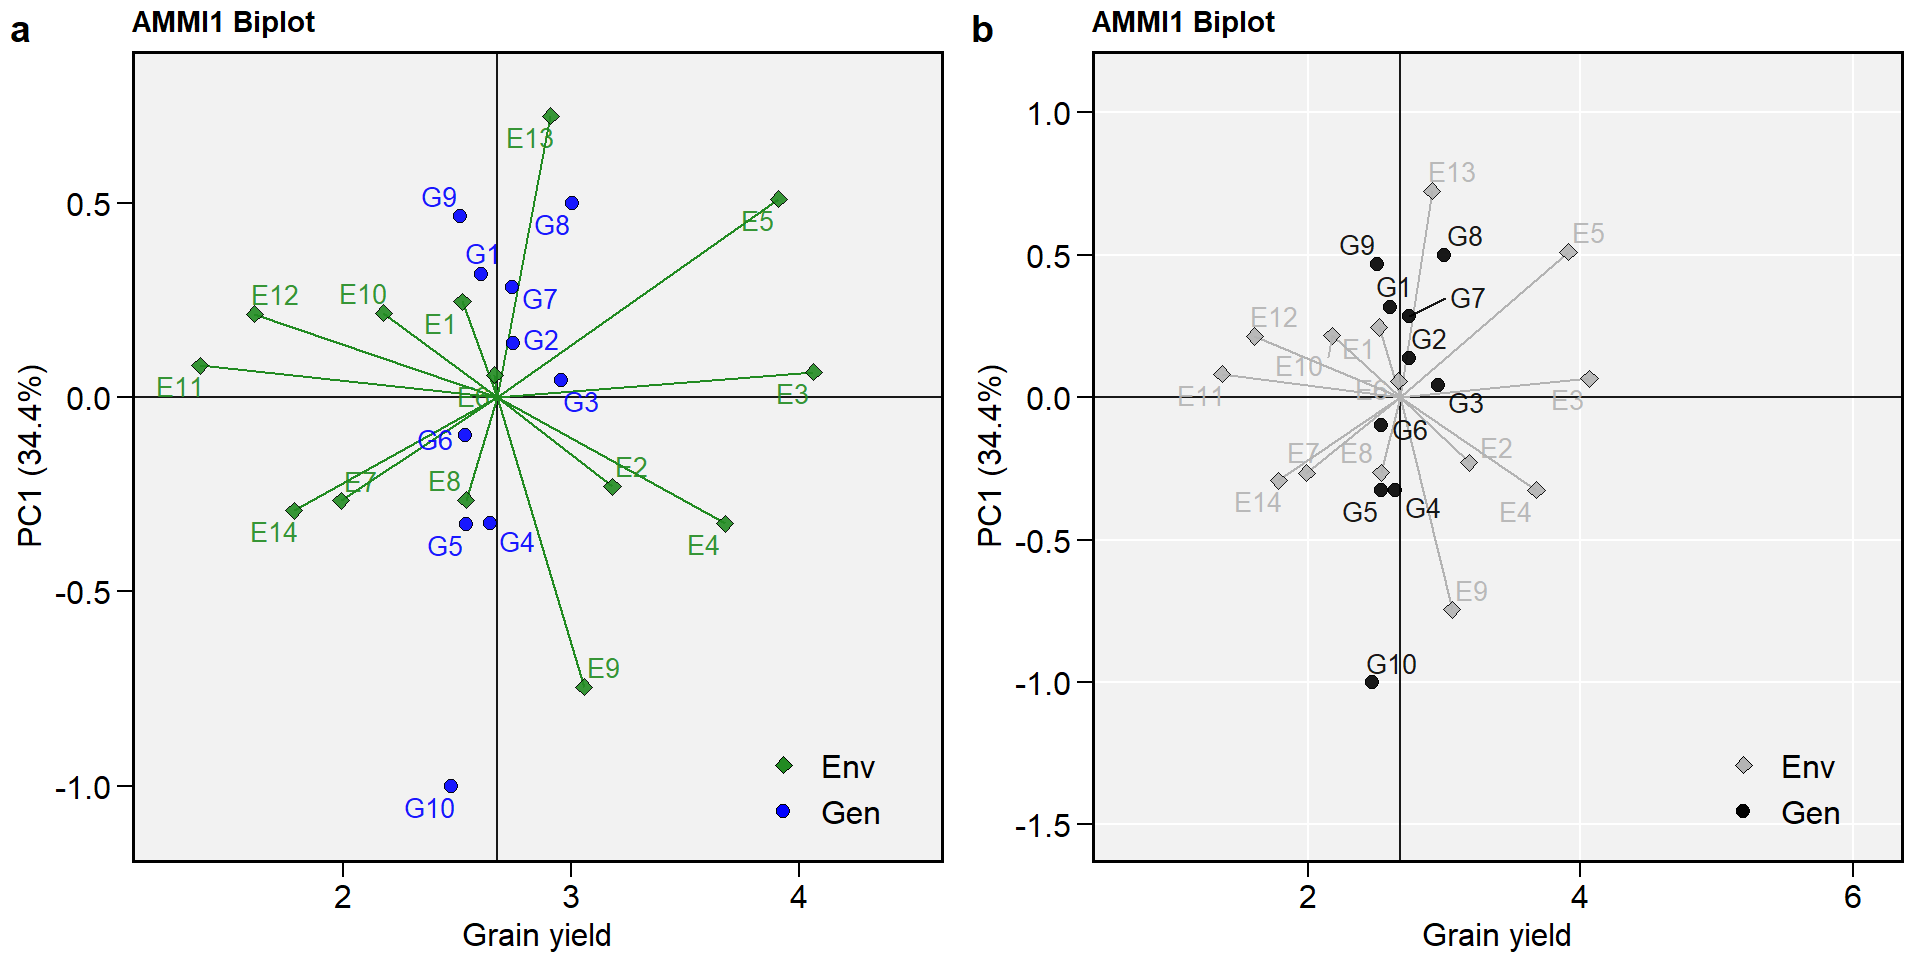 a
AMMI1 Biplot
PC1 (34.4%)
0.5
0.0
-0.5
-1.0
E13
G9
G8
E5
G1
E12
E10
G7
E1
G2
E11
E6
G3
E3
G6
E7
E8
E2
E14
G5
G4
E4
E9
G10
Env
Gen
2
3
4
Grain yield
b
AMMI1 Biplot
PC1 (34.4%)
1.0
0.5
0.0
-0.5
-1.0
-1.5
E13
G9
G8
E5
G1
G7
E12
G2
E1
E10
E6
E11
G3
E3
G6
E7
E8
E2
E14
G5
G4
E4
E9
G10
Env
Gen
2
4
6
Grain yield